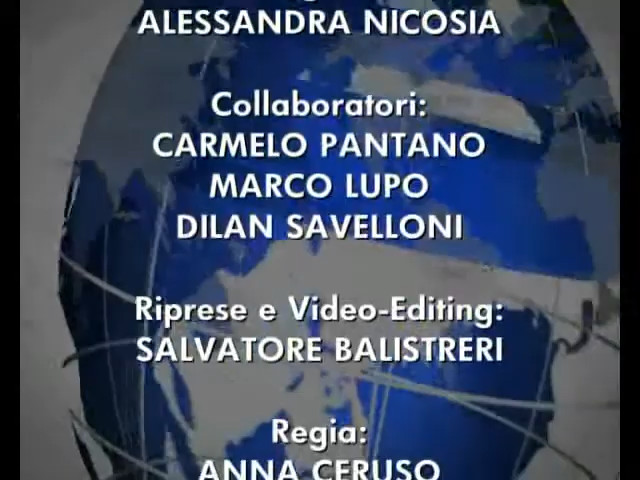 ALESSANDRA NICOSIA
Collaboratori:
CARMELO PANTANO
MARCO LUPO
DILAN SAVELLONI
Riprese e Video-Editing:
SALVATORE BALISTRERI
Regia:
ANNA CERUSO